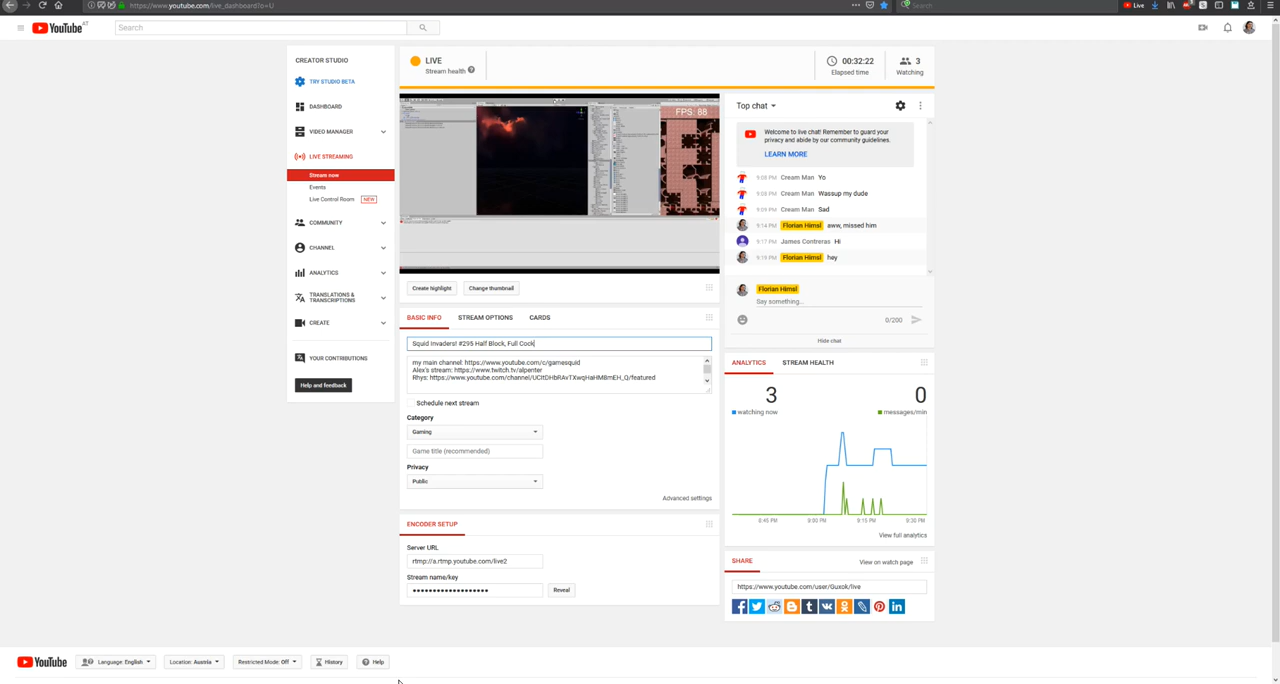 https://www.youtube.com/live_dashboard?o=U
Search
Live
YouTube AT
Search
CREATOR STUDIO
TRY STUDIO BETA
DASHBOARD
VIDEO MANAGER
LIVE STREAMING
Stream now
Events
Live Control Room NEW
COMMUNITY
CHANNEL
ANALYTICS
TRANSLATIONS &
TRANSCRIPTIONS
CREATE
YOUR CONTRIBUTIONS
Help and feedback
LIVE
Stream health
00:32:22
Elapsed time
3
Watching
FPS: 88
Create highlight
Change thumbnail
BASIC INFO
STREAM OPTIONS
CARDS
Squid Invaders! #295 Half Block, Full Cock
my main channel: https://www.youtube.com/c/gamesquid
Alex's stream: https://www.twitch.tv/alpenter
Rhys: https://www.youtube.com/channel/UCItDHbRAvTXwqHaHM8mEH_Q/featured
Schedule next stream
Category
Gaming
Game title (recommended)
Privacy
Public
Advanced settings
ENCODER SETUP
Server URL
rtmp://a.rtmp.youtube.com/live2
Stream name/key
Reveal
Top chat
Welcome to live chat! Remember to guard your
privacy and abide by our community guidelines.
LEARN MORE
9:08 PM Cream Man Yo
9:08 PM Cream Man Wassup my dude
9:09 PM Cream Man Sad
9:14 PM Florian Himsl aww, missed him
9:17 PM James Contreras Hi
9:19 PM Florian Himsl hey
Florian Himsl
Say something...
0/200
Hide chat
ANALYTICS
STREAM HEALTH
3
watching now
0
messages/min
8:45 PM 9:00 PM 9:15 PM 9:30 PM
View full analytics
SHARE
View on watch page
https://www.youtube.com/user/Guxok/live
YouTube
Language: English
Location: Austria
Restricted Mode: Off
History
Help